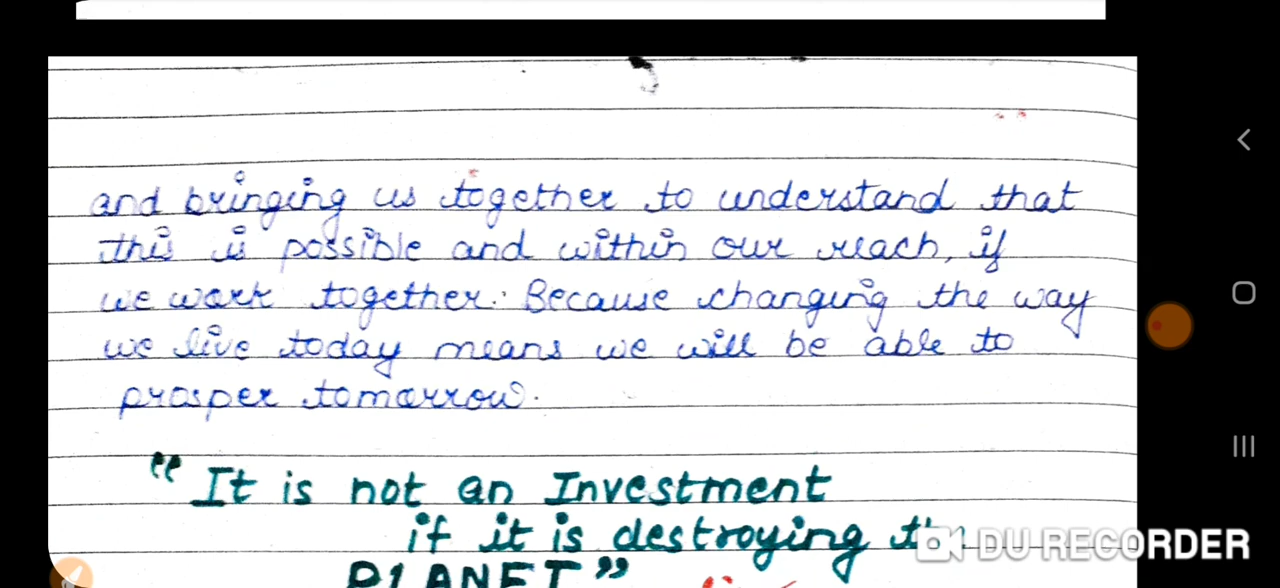 and bringing us together to understand that
this is possible and within our reach, if
we work together. Because changing the way
we live today means we will be able to
prosper tomorrow.
"It is not an Investment
if it is destroying the
PLANET"
DU RECORDER